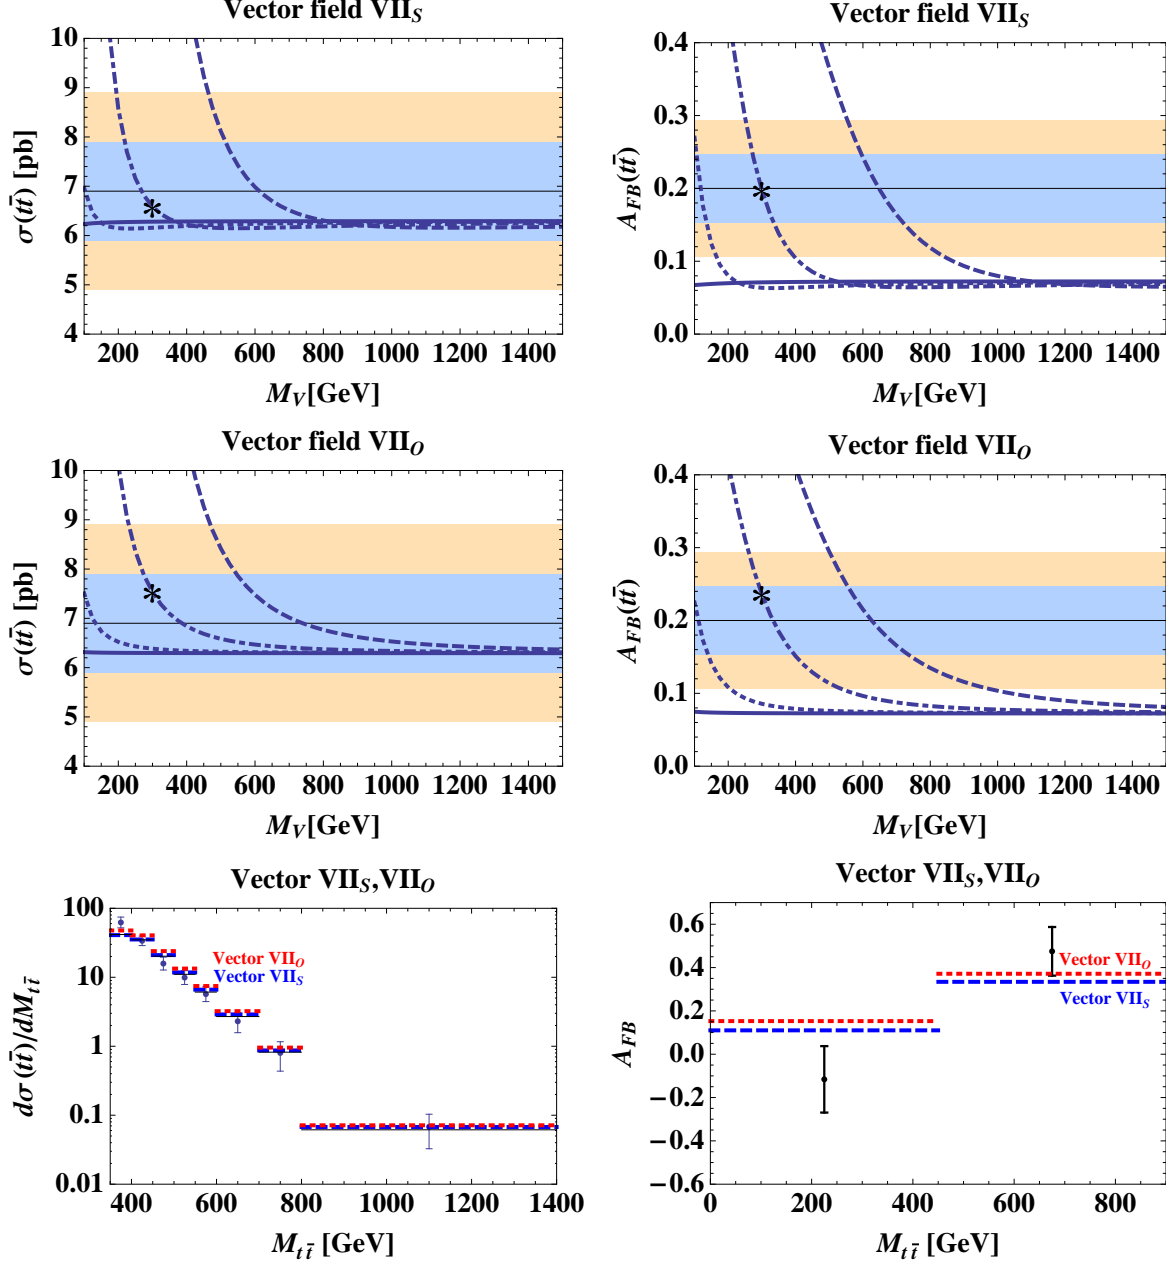 Vector field VII_S
σ(tt̄) [pb]
10
9
8
7
6
5
4
*
200 400 600 800 1000 1200 1400
M_V[GeV]
Vector field VII_S
A_FB(tt̄)
0.4
0.3
0.2
0.1
0.0
*
200 400 600 800 1000 1200 1400
M_V[GeV]
Vector field VII_O
σ(tt̄) [pb]
10
9
8
7
6
5
4
*
200 400 600 800 1000 1200 1400
M_V[GeV]
Vector field VII_O
A_FB(tt̄)
0.4
0.3
0.2
0.1
0.0
*
200 400 600 800 1000 1200 1400
M_V[GeV]
Vector VII_S,VII_O
dσ(tt̄)/dM_tt̄
100
10
1
0.1
0.01
Vector VII_O
Vector VII_S
400 600 800 1000 1200 1400
M_tt̄ [GeV]
Vector VII_S,VII_O
A_FB
0.6
0.4
0.2
0.0
−0.2
−0.4
−0.6
Vector VII_O
Vector VII_S
0 200 400 600 800
M_tt̄ [GeV]